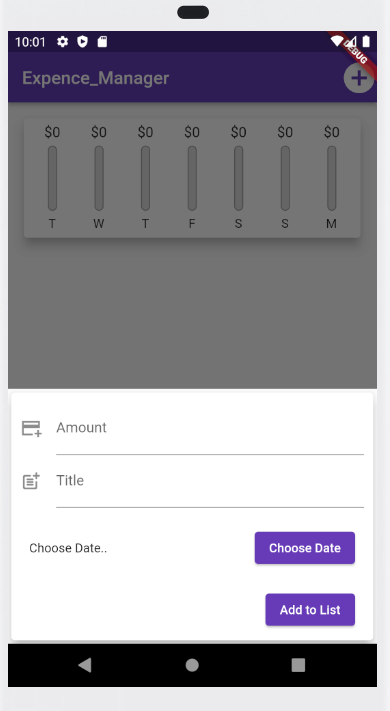 10:01
DEBUG
Expence_Manager
$0 $0 $0 $0 $0 $0 $0
T W T F S S M
Amount
Title
Choose Date.. Choose Date
Add to List